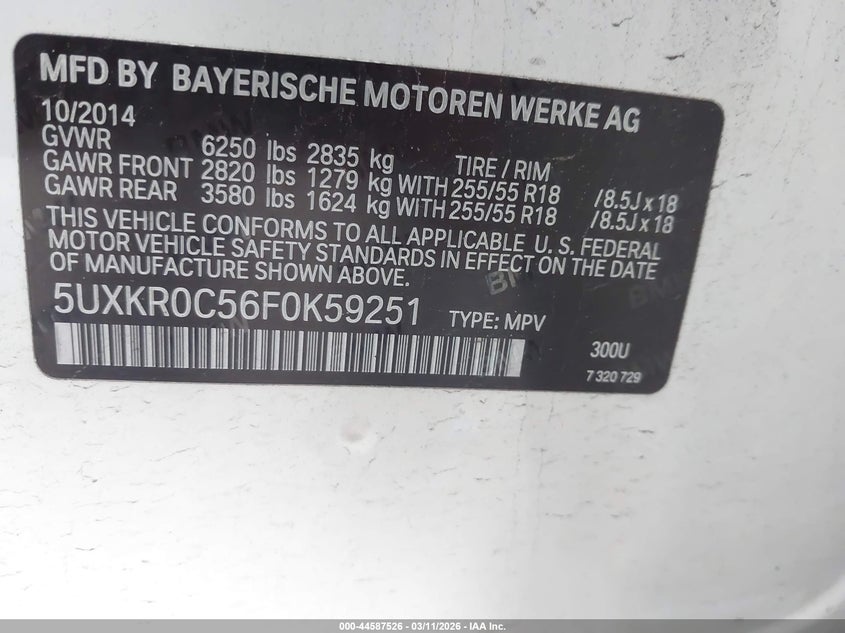 MFD BY BAYERISCHE MOTOREN WERKE AG
10/2014
GVWR 6250 lbs 2835 kg TIRE / RIM
GAWR FRONT 2820 lbs 1279 kg WITH 255/55 R18 /8.5J x 18
GAWR REAR 3580 lbs 1624 kg WITH 255/55 R18 /8.5J x 18
THIS VEHICLE CONFORMS TO ALL APPLICABLE U. S. FEDERAL
MOTOR VEHICLE SAFETY STANDARDS IN EFFECT ON THE DATE
OF MANUFACTURE SHOWN ABOVE.
5UXKR0C56F0K59251 TYPE: MPV 300U
7 320 729
000-44587526 - 03/11/2026 - IAA Inc.